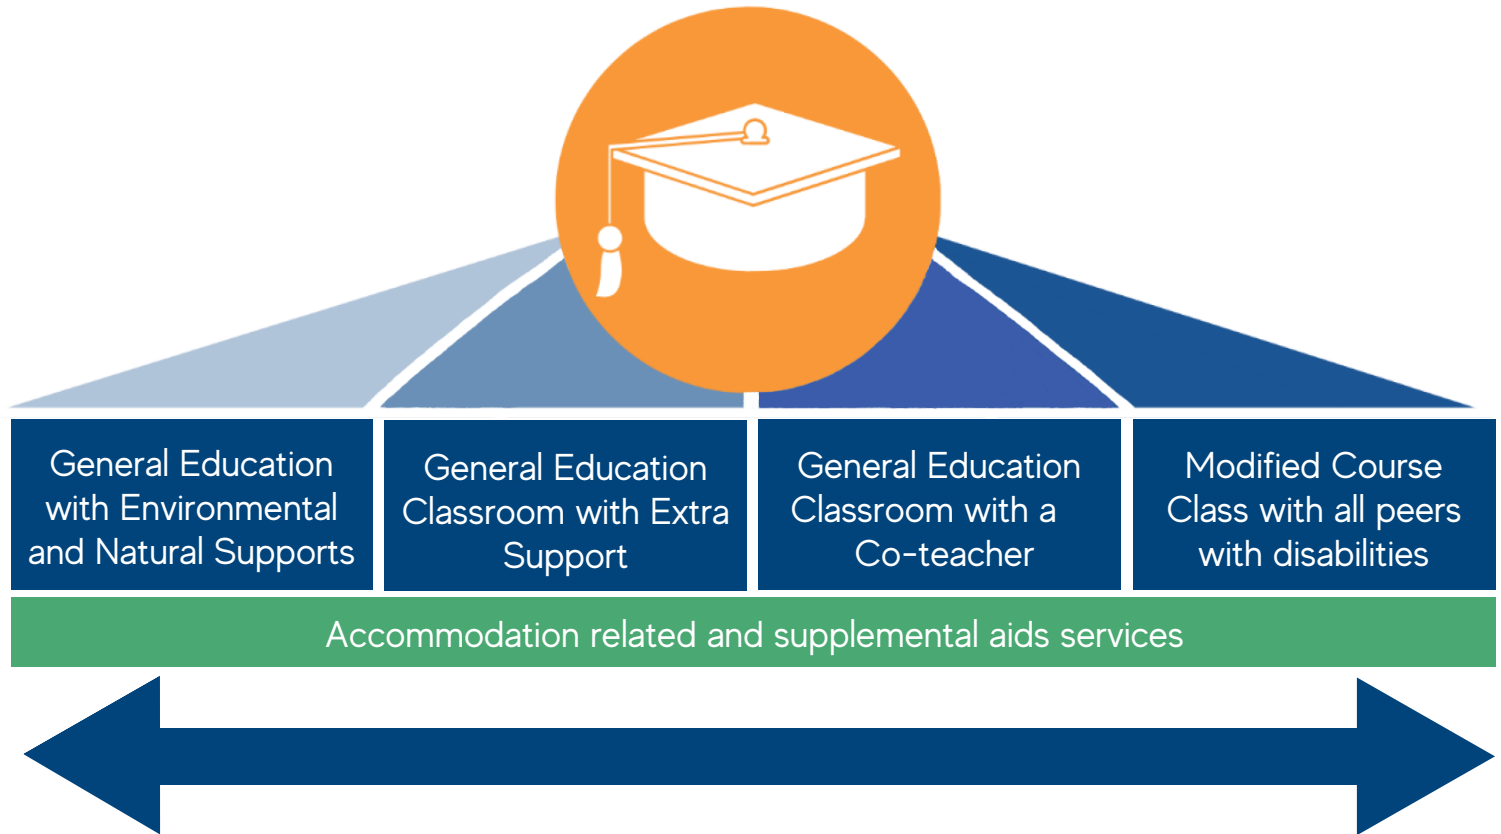 General Education
with Environmental
and Natural Supports
General Education
Classroom with Extra
Support
General Education
Classroom with a
Co-teacher
Modified Course
Class with all peers
with disabilities
Accommodation related and supplemental aids services